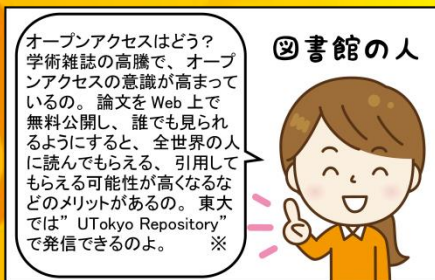 オープンアクセスはどう?
学術雑誌の高騰で、オープ
ンアクセスの意識が高まって
いるの。論文を Web 上で
無料公開し、誰でも見られ
るようにすると、全世界の人
に読んでもらえる、引用して
もらえる可能性が高くなるな
どのメリットがあるの。東大
では” UTokyo Repository”
で発信できるのよ。 ※
図書館の人